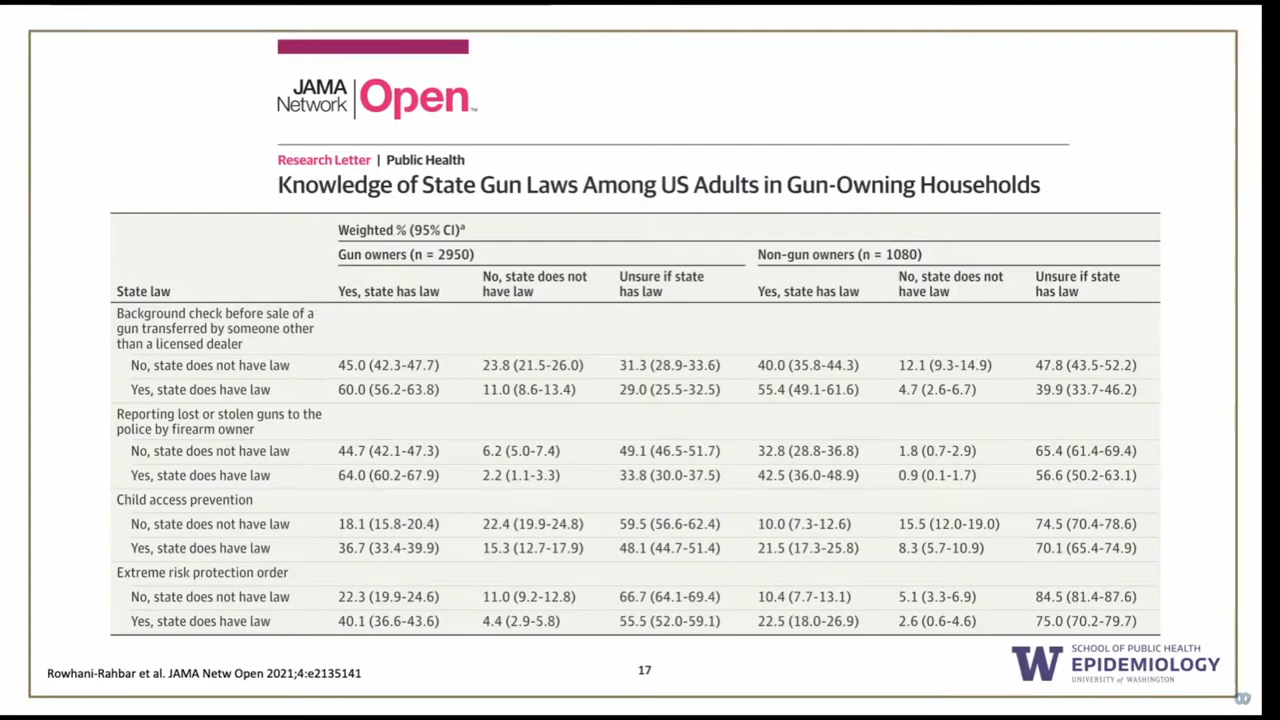 JAMA
Network
Open™
Research Letter | Public Health
Knowledge of State Gun Laws Among US Adults in Gun-Owning Households
Weighted % (95% CI)ᵃ
Gun owners (n = 2950) Non-gun owners (n = 1080)
State law Yes, state has law No, state does not have law Unsure if state has law Yes, state has law No, state does not have law Unsure if state has law
Background check before sale of a
gun transferred by someone other
than a licensed dealer
No, state does not have law 45.0 (42.3-47.7) 23.8 (21.5-26.0) 31.3 (28.9-33.6) 40.0 (35.8-44.3) 12.1 (9.3-14.9) 47.8 (43.5-52.2)
Yes, state does have law 60.0 (56.2-63.8) 11.0 (8.6-13.4) 29.0 (25.5-32.5) 55.4 (49.1-61.6) 4.7 (2.6-6.7) 39.9 (33.7-46.2)
Reporting lost or stolen guns to the
police by firearm owner
No, state does not have law 44.7 (42.1-47.3) 6.2 (5.0-7.4) 49.1 (46.5-51.7) 32.8 (28.8-36.8) 1.8 (0.7-2.9) 65.4 (61.4-69.4)
Yes, state does have law 64.0 (60.2-67.9) 2.2 (1.1-3.3) 33.8 (30.0-37.5) 42.5 (36.0-48.9) 0.9 (0.1-1.7) 56.6 (50.2-63.1)
Child access prevention
No, state does not have law 18.1 (15.8-20.4) 22.4 (19.9-24.8) 59.5 (56.6-62.4) 10.0 (7.3-12.6) 15.5 (12.0-19.0) 74.5 (70.4-78.6)
Yes, state does have law 36.7 (33.4-39.9) 15.3 (12.7-17.9) 48.1 (44.7-51.4) 21.5 (17.3-25.8) 8.3 (5.7-10.9) 70.1 (65.4-74.9)
Extreme risk protection order
No, state does not have law 22.3 (19.9-24.6) 11.0 (9.2-12.8) 66.7 (64.1-69.4) 10.4 (7.7-13.1) 5.1 (3.3-6.9) 84.5 (81.4-87.6)
Yes, state does have law 40.1 (36.6-43.6) 4.4 (2.9-5.8) 55.5 (52.0-59.1) 22.5 (18.0-26.9) 2.6 (0.6-4.6) 75.0 (70.2-79.7)
Rowhani-Rahbar et al. JAMA Netw Open 2021;4:e2135141
17
W
SCHOOL OF PUBLIC HEALTH
EPIDEMIOLOGY
UNIVERSITY of WASHINGTON